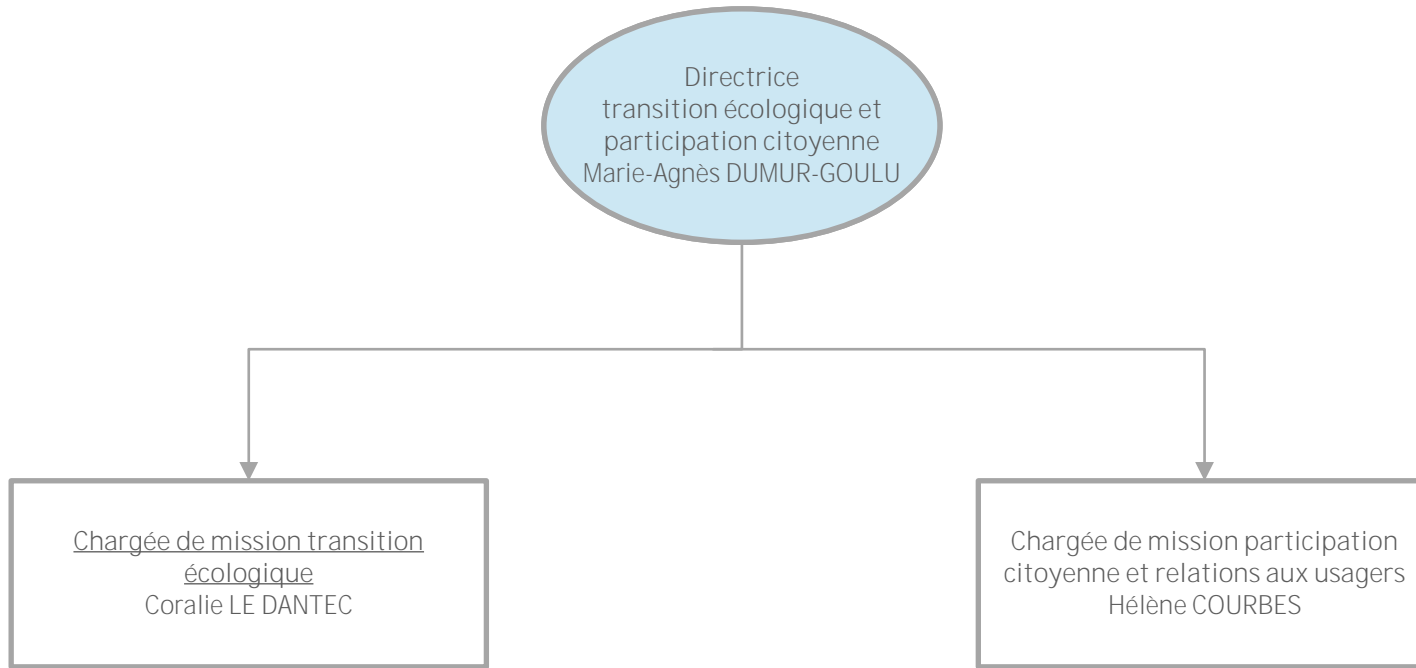 Directrice
transition écologique et
participation citoyenne
Marie-Agnès DUMUR-GOULU
Chargée de mission transition
écologique
Coralie LE DANTEC
Chargée de mission participation
citoyenne et relations aux usagers
Hélène COURBES